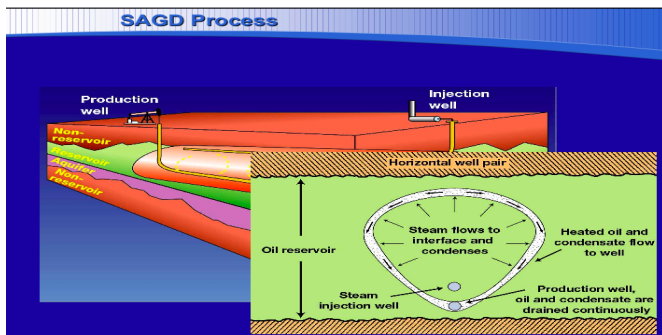 SAGD Process
Production
well
Injection
well
Non-
reservoir
Reservoir
Aquifer
Non-
reservoir
Horizontal well pair
Oil reservoir
Steam flows to
interface and
condenses
Heated oil and
condensate flow
to well
Steam
injection well
Production well,
oil and condensate are
drained continuously